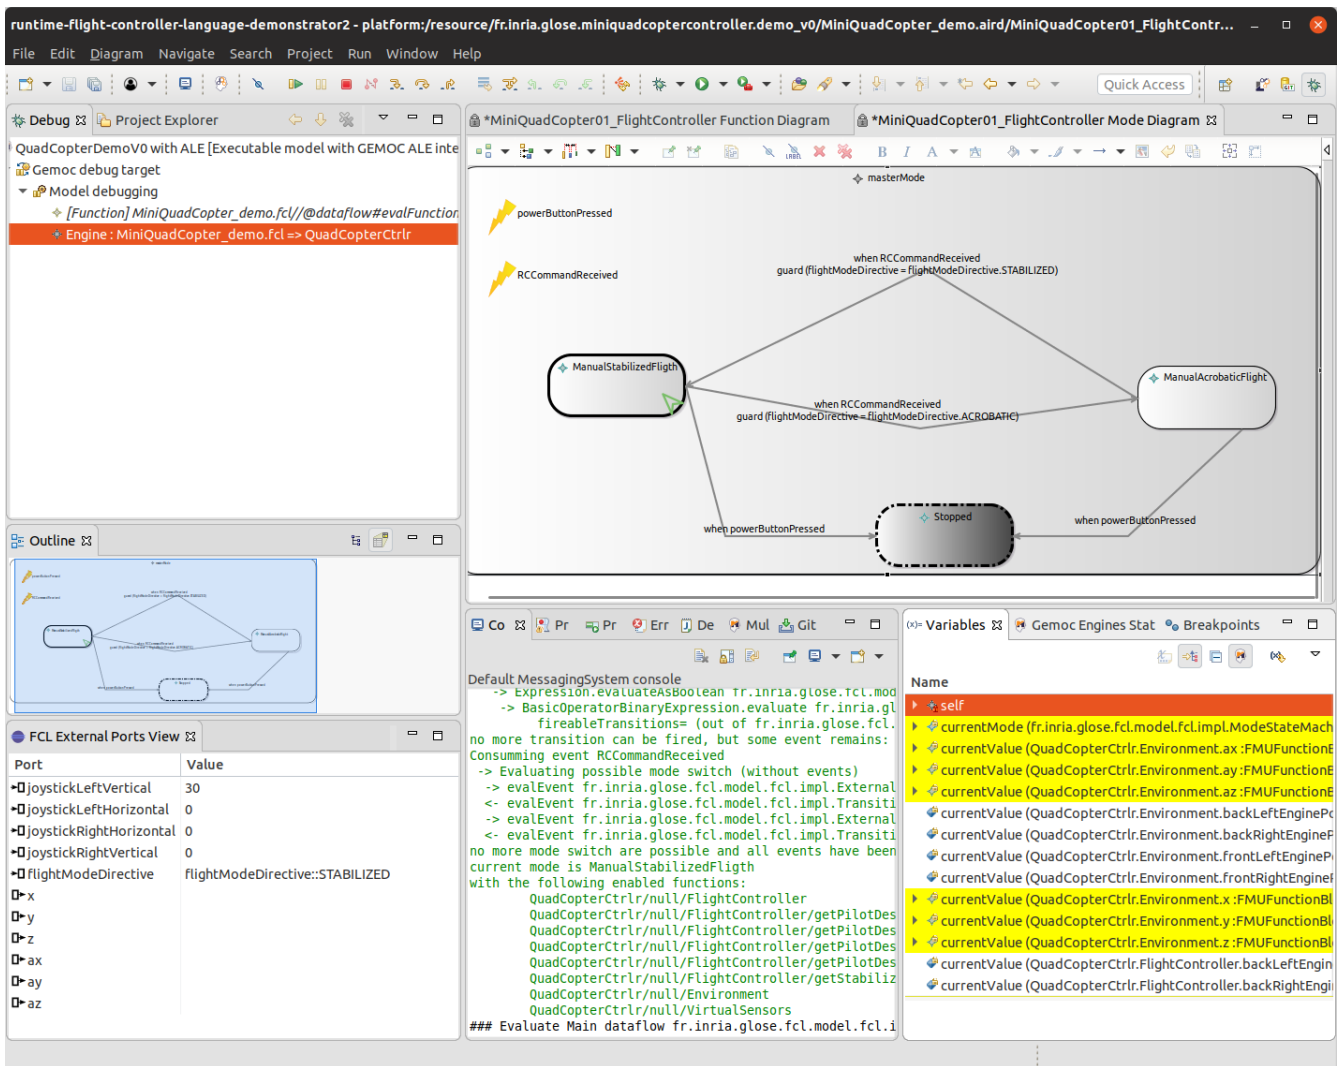 runtime-flight-controller-language-demonstrator2 - platform:/resource/fr.inria.glose.miniquadcoptercontroller.demo_v0/MiniQuadCopter_demo.aird/MiniQuadCopter01_FlightContr...
File Edit Diagram Navigate Search Project Run Window Help
Quick Access
Debug Project Explorer
QuadCopterDemoV0 with ALE [Executable model with GEMOC ALE inte
Gemoc debug target
Model debugging
[Function] MiniQuadCopter_demo.fcl//@dataflow#evalFunction
Engine : MiniQuadCopter_demo.fcl => QuadCopterCtrlr
*MiniQuadCopter01_FlightController Function Diagram
*MiniQuadCopter01_FlightController Mode Diagram
masterMode
powerButtonPressed
RCCommandReceived
when RCCommandReceived
guard (flightModeDirective = flightModeDirective.STABILIZED)
ManualStabilizedFligth
ManualAcrobaticFlight
when RCCommandReceived
guard (flightModeDirective = flightModeDirective.ACROBATIC)
Stopped
when powerButtonPressed
when powerButtonPressed
Outline
FCL External Ports View
Port Value
joystickLeftVertical 30
joystickLeftHorizontal 0
joystickRightHorizontal 0
joystickRightVertical 0
flightModeDirective flightModeDirective::STABILIZED
x
y
z
ax
ay
az
Co Pr Pr Err De Mul Git
Default MessagingSystem console
-> Expression.evaluateAsBoolean fr.inria.glose.fcl.mod
-> BasicOperatorBinaryExpression.evaluate fr.inria.gl
fireableTransitions= (out of fr.inria.glose.fcl.
no more transition can be fired, but some event remains:
Consumming event RCCommandReceived
-> Evaluating possible mode switch (without events)
-> evalEvent fr.inria.glose.fcl.model.fcl.impl.External
<- evalEvent fr.inria.glose.fcl.model.fcl.impl.Transiti
-> evalEvent fr.inria.glose.fcl.model.fcl.impl.External
<- evalEvent fr.inria.glose.fcl.model.fcl.impl.Transiti
no more mode switch are possible and all events have been
current mode is ManualStabilizedFligth
with the following enabled functions:
QuadCopterCtrlr/null/FlightController
QuadCopterCtrlr/null/FlightController/getPilotDes
QuadCopterCtrlr/null/FlightController/getPilotDes
QuadCopterCtrlr/null/FlightController/getPilotDes
QuadCopterCtrlr/null/FlightController/getPilotDes
QuadCopterCtrlr/null/FlightController/getStabiliz
QuadCopterCtrlr/null/Environment
QuadCopterCtrlr/null/VirtualSensors
### Evaluate Main dataflow fr.inria.glose.fcl.model.fcl.i
(x)= Variables Gemoc Engines Stat Breakpoints
Name
self
currentMode (fr.inria.glose.fcl.model.fcl.impl.ModeStateMach
currentValue (QuadCopterCtrlr.Environment.ax :FMUFunctionB
currentValue (QuadCopterCtrlr.Environment.ay :FMUFunctionB
currentValue (QuadCopterCtrlr.Environment.az :FMUFunctionB
currentValue (QuadCopterCtrlr.Environment.backLeftEnginePo
currentValue (QuadCopterCtrlr.Environment.backRightEngineP
currentValue (QuadCopterCtrlr.Environment.frontLeftEnginePo
currentValue (QuadCopterCtrlr.Environment.frontRightEngineP
currentValue (QuadCopterCtrlr.Environment.x :FMUFunctionBl
currentValue (QuadCopterCtrlr.Environment.y :FMUFunctionBl
currentValue (QuadCopterCtrlr.Environment.z :FMUFunctionBl
currentValue (QuadCopterCtrlr.FlightController.backLeftEngin
currentValue (QuadCopterCtrlr.FlightController.backRightEngi